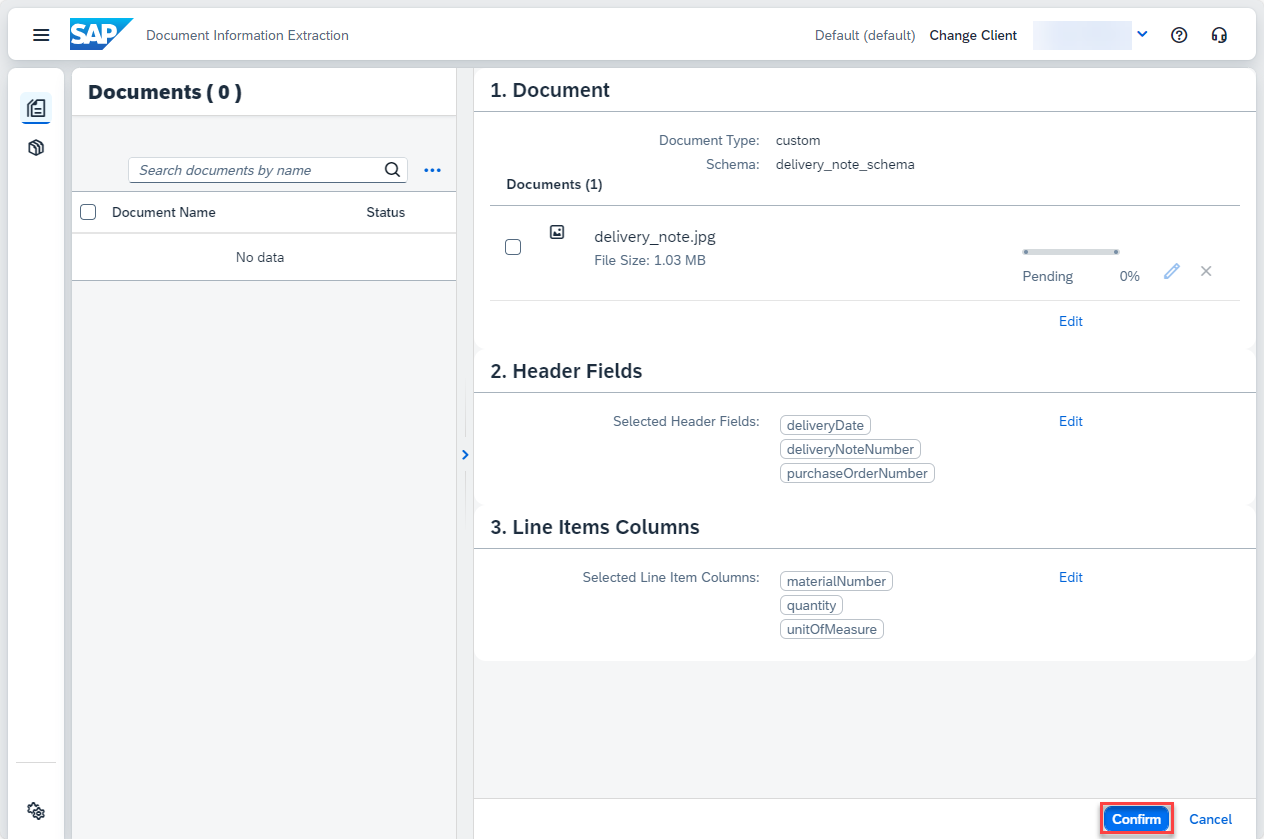 SAP Document Information Extraction Default (default) Change Client
Documents ( 0 )
Search documents by name
Document Name Status
No data
1. Document
Document Type: custom
Schema: delivery_note_schema
Documents (1)
delivery_note.jpg
File Size: 1.03 MB
Pending 0%
Edit
2. Header Fields
Selected Header Fields: deliveryDate Edit
deliveryNoteNumber
purchaseOrderNumber
3. Line Items Columns
Selected Line Item Columns: materialNumber Edit
quantity
unitOfMeasure
Confirm Cancel